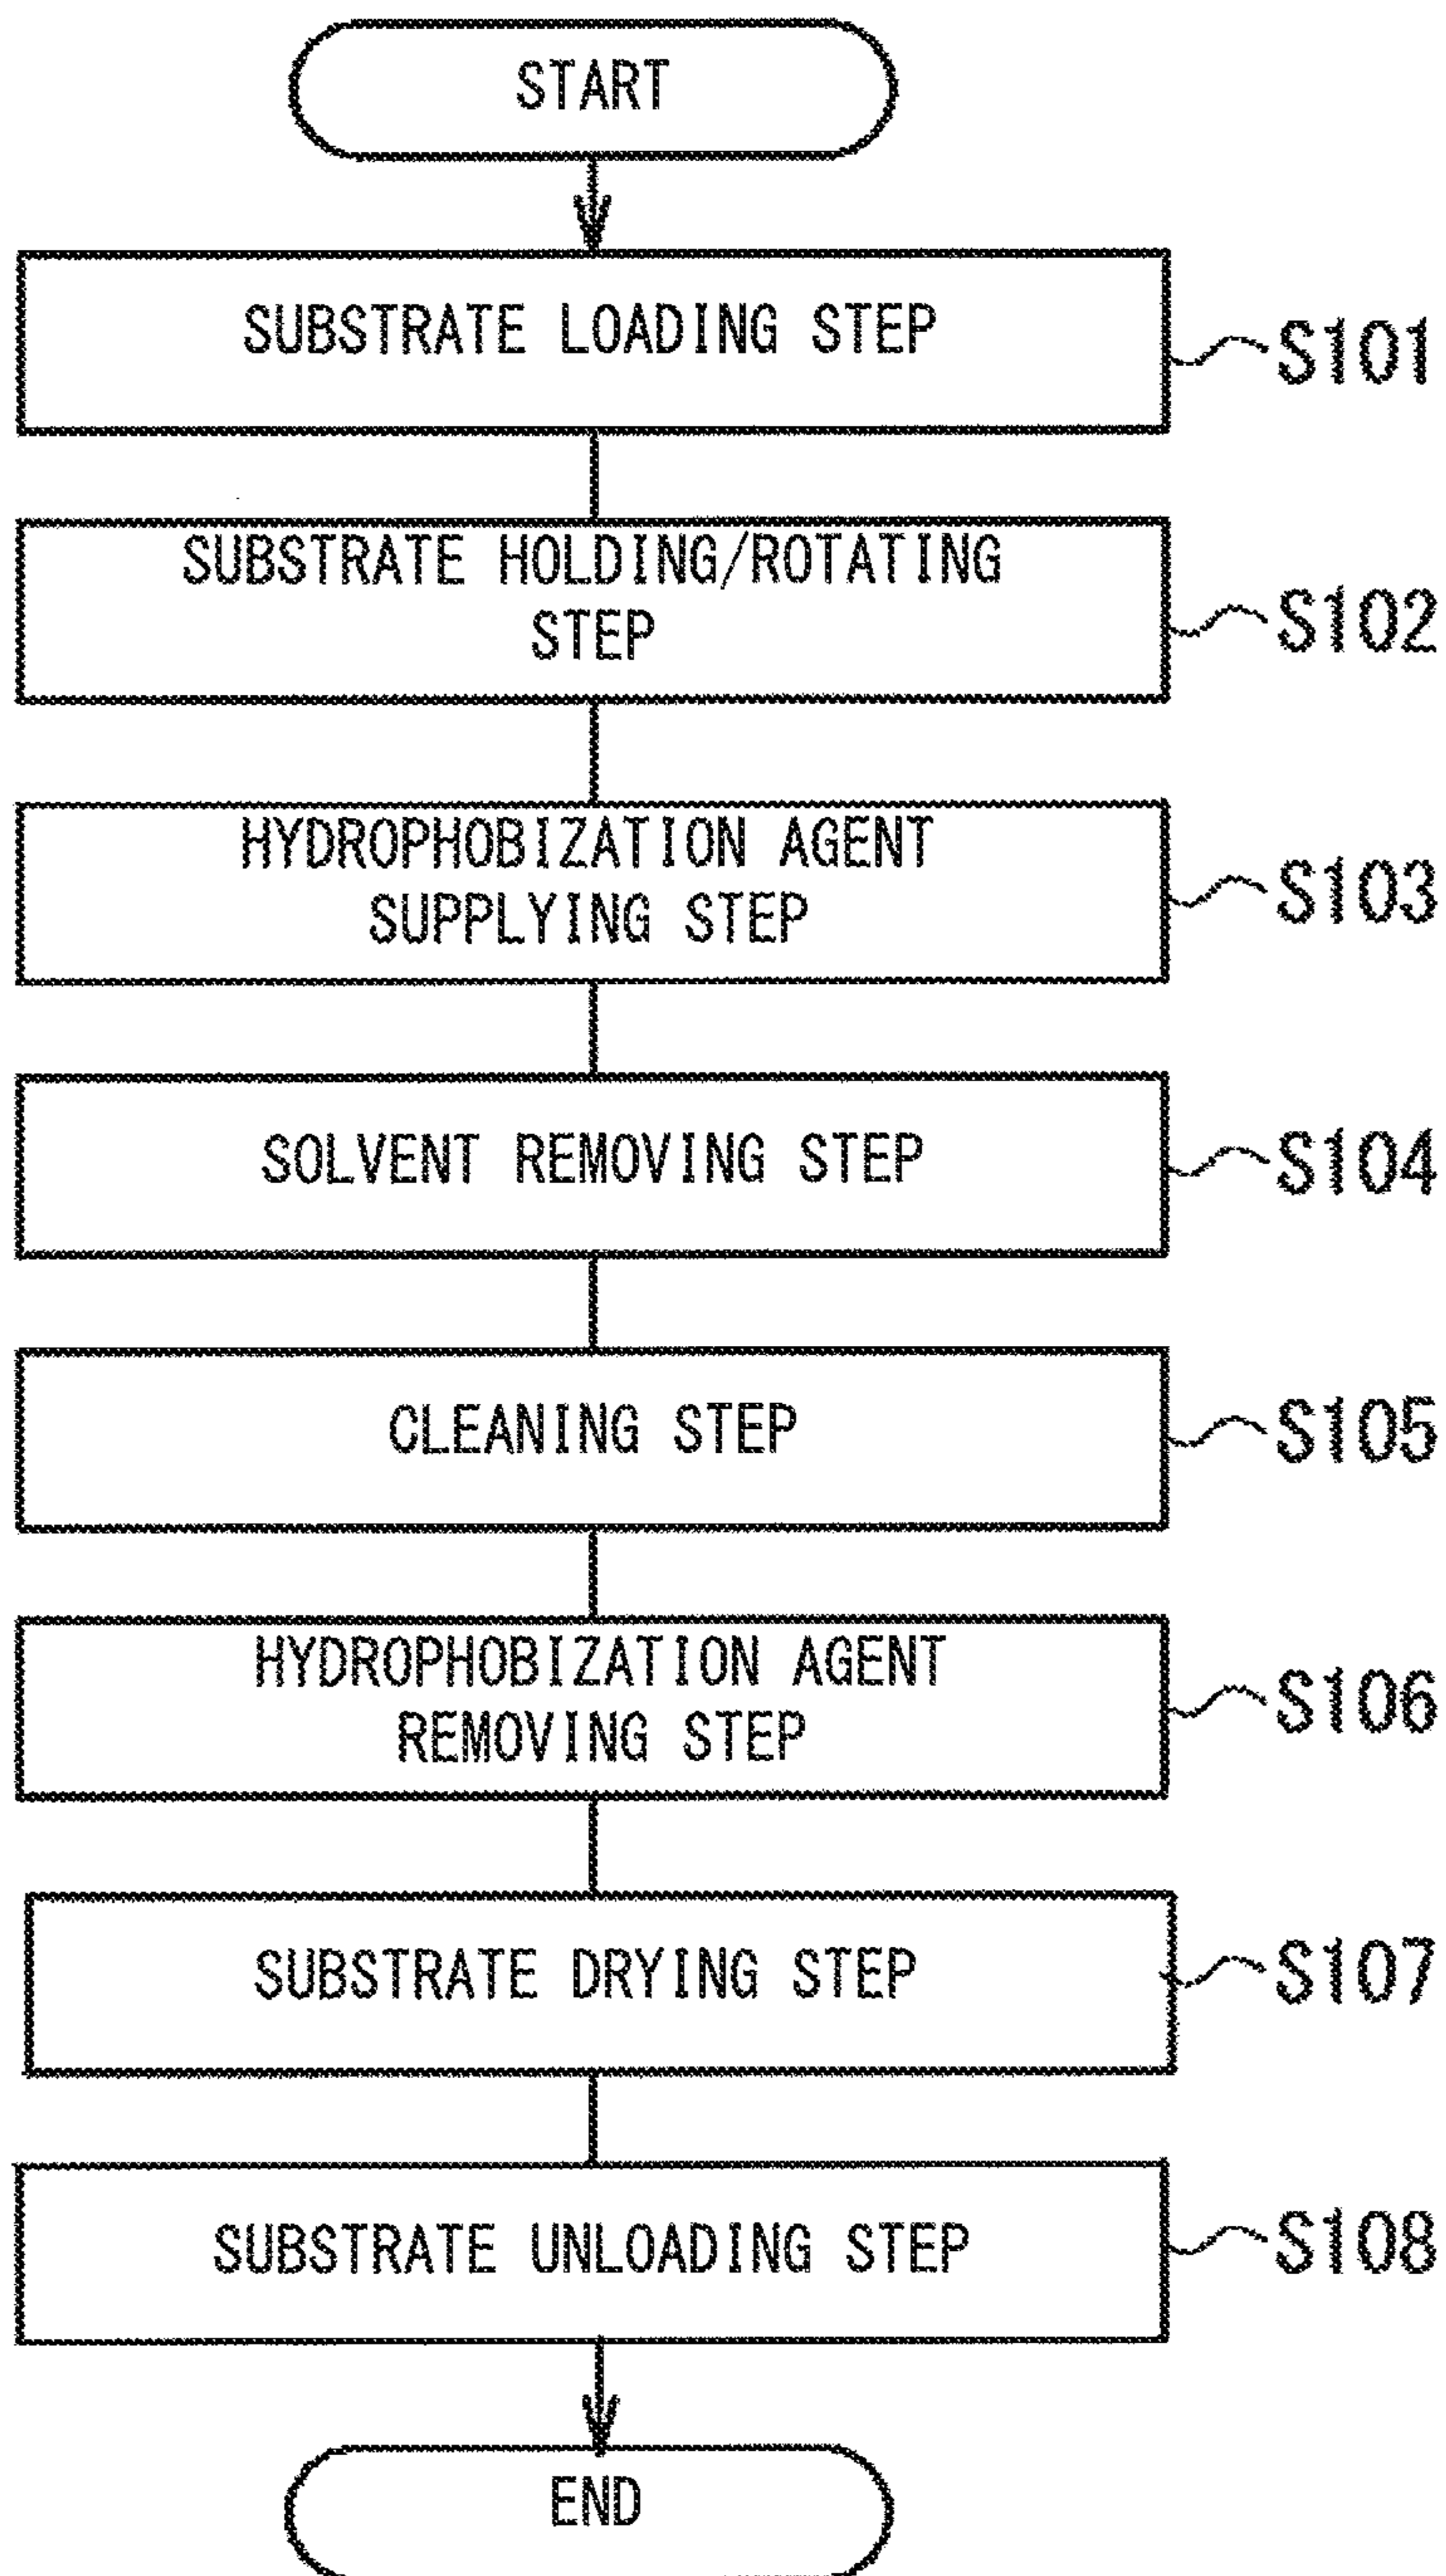 START
SUBSTRATE LOADING STEP
S101
SUBSTRATE HOLDING/ROTATING
STEP
S102
HYDROPHOBIZATION AGENT
SUPPLYING STEP
S103
SOLVENT REMOVING STEP
S104
CLEANING STEP
S105
HYDROPHOBIZATION AGENT
REMOVING STEP
S106
SUBSTRATE DRYING STEP
S107
SUBSTRATE UNLOADING STEP
S108
END